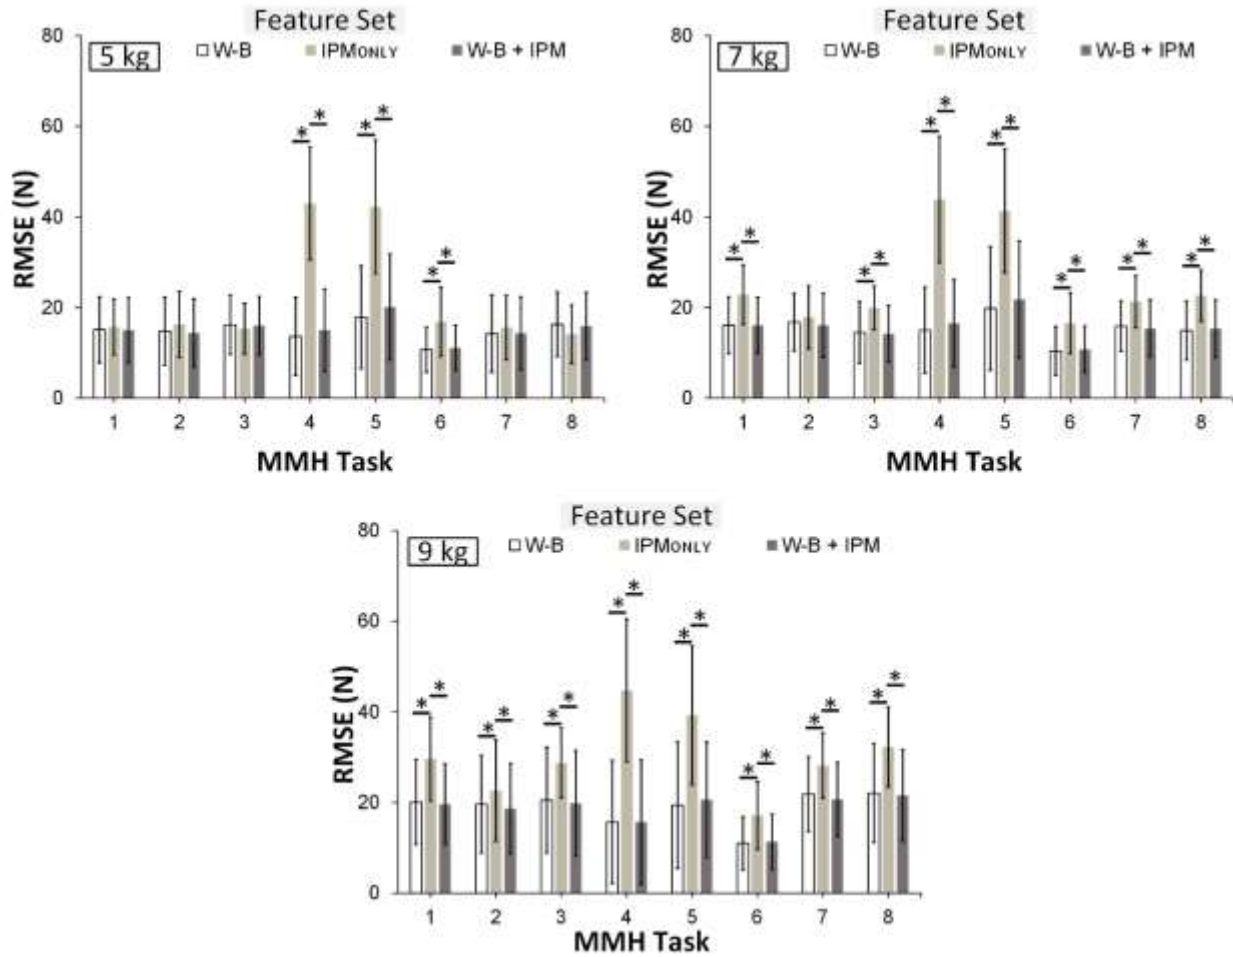 Feature Set
5 kg W-B IPMONLY W-B + IPM
80
60
40
20
0
RMSE (N)
* * * * * *
1 2 3 4 5 6 7 8
MMH Task
Feature Set
7 kg W-B IPMONLY W-B + IPM
80
60
40
20
0
RMSE (N)
* * * * * * * * * * * * * *
1 2 3 4 5 6 7 8
MMH Task
Feature Set
9 kg W-B IPMONLY W-B + IPM
80
60
40
20
0
RMSE (N)
* * * * * * * * * * * * * * * *
1 2 3 4 5 6 7 8
MMH Task